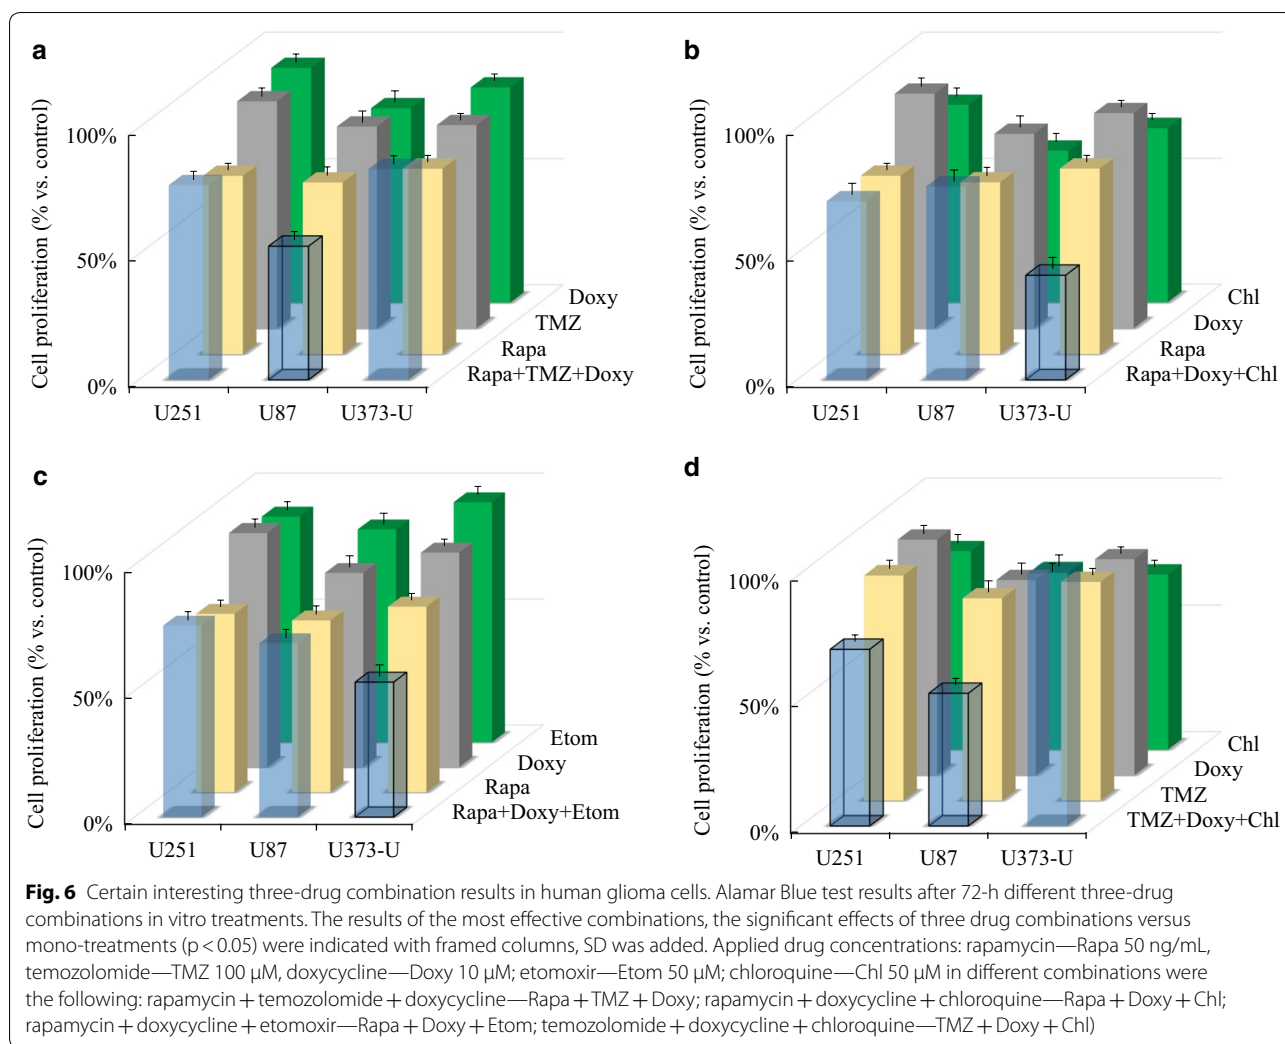 a
Cell proliferation (% vs. control)
100%
50%
0%
U251
U87
U373-U
Doxy
TMZ
Rapa
Rapa+TMZ+Doxy
b
Cell proliferation (% vs. control)
100%
50%
0%
U251
U87
U373-U
Chl
Doxy
Rapa
Rapa+Doxy+Chl
c
Cell proliferation (% vs. control)
100%
50%
0%
U251
U87
U373-U
Etom
Doxy
Rapa
Rapa+Doxy+Etom
d
Cell proliferation (% vs. control)
100%
50%
0%
U251
U87
U373-U
Chl
Doxy
TMZ
TMZ+Doxy+Chl
Fig. 6 Certain interesting three-drug combination results in human glioma cells. Alamar Blue test results after 72-h different three-drug
combinations in vitro treatments. The results of the most effective combinations, the significant effects of three drug combinations versus
mono-treatments (p < 0.05) were indicated with framed columns, SD was added. Applied drug concentrations: rapamycin—Rapa 50 ng/mL,
temozolomide—TMZ 100 μM, doxycycline—Doxy 10 μM; etomoxir—Etom 50 μM; chloroquine—Chl 50 μM in different combinations were
the following: rapamycin + temozolomide + doxycycline—Rapa + TMZ + Doxy; rapamycin + doxycycline + chloroquine—Rapa + Doxy + Chl;
rapamycin + doxycycline + etomoxir—Rapa + Doxy + Etom; temozolomide + doxycycline + chloroquine—TMZ + Doxy + Chl)